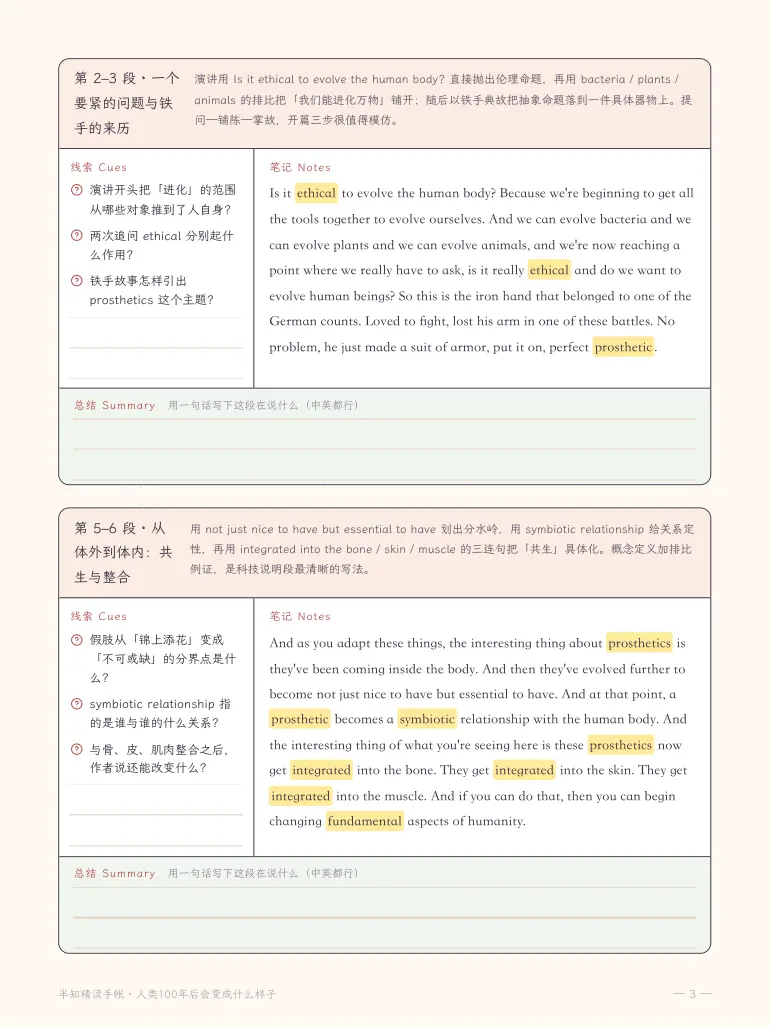 第 2–3 段·一个
要紧的问题与铁
手的来历
演讲用 Is it ethical to evolve the human body? 直接抛出伦理命题，再用 bacteria / plants /
animals 的排比把「我们能进化万物」铺开；随后以铁手典故把抽象命题落到一件具体器物上。提
问—铺陈—掌故，开篇三步很值得模仿。
线索 Cues
演讲开头把「进化」的范围
从哪些对象推到了人自身？
两次追问 ethical 分别起什
么作用？
铁手故事怎样引出
prosthetics 这个主题？
笔记 Notes
Is it ethical to evolve the human body? Because we're beginning to get all
the tools together to evolve ourselves. And we can evolve bacteria and we
can evolve plants and we can evolve animals, and we're now reaching a
point where we really have to ask, is it really ethical and do we want to
evolve human beings? So this is the iron hand that belonged to one of the
German counts. Loved to fight, lost his arm in one of these battles. No
problem, he just made a suit of armor, put it on, perfect prosthetic.
总结 Summary 用一句话写下这段在说什么（中英都行）
第 5–6 段·从
体外到体内：共
生与整合
用 not just nice to have but essential to have 划出分水岭，用 symbiotic relationship 给关系定
性，再用 integrated into the bone / skin / muscle 的三连句把「共生」具体化。概念定义加排比
例证，是科技说明段最清晰的写法。
线索 Cues
假肢从「锦上添花」变成
「不可或缺」的分界点是什
么？
symbiotic relationship 指
的是谁与谁的什么关系？
与骨、皮、肌肉整合之后，
作者说还能改变什么？
笔记 Notes
And as you adapt these things, the interesting thing about prosthetics is
they've been coming inside the body. And then they've evolved further to
become not just nice to have but essential to have. And at that point, a
prosthetic becomes a symbiotic relationship with the human body. And
the interesting thing of what you're seeing here is these prosthetics now
get integrated into the bone. They get integrated into the skin. They get
integrated into the muscle. And if you can do that, then you can begin
changing fundamental aspects of humanity.
总结 Summary 用一句话写下这段在说什么（中英都行）
半知精读手帐·人类100年后会变成什么样子
— 3 —